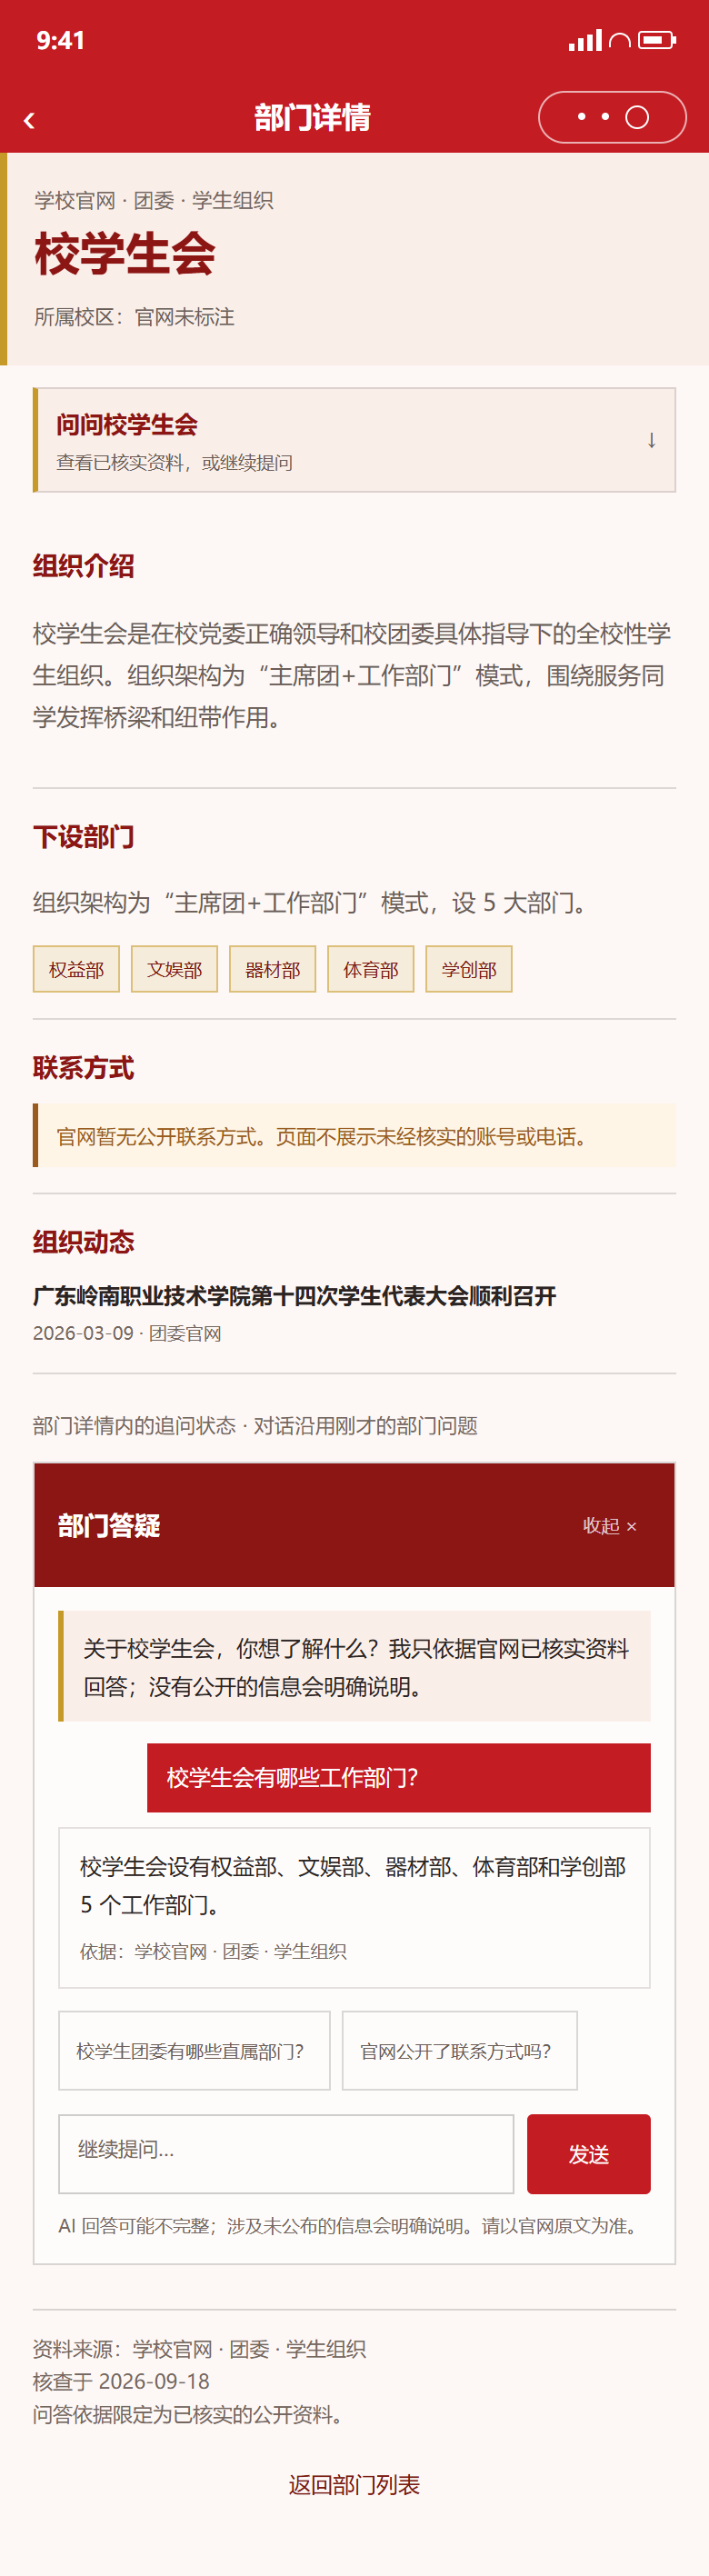 9:41
‹
部门详情
学校官网 · 团委 · 学生组织
校学生会
所属校区：官网未标注
问问校学生会
查看已核实资料，或继续提问
↓
组织介绍
校学生会是在校党委正确领导和校团委具体指导下的全校性学
生组织。组织架构为“主席团+工作部门”模式，围绕服务同
学发挥桥梁和纽带作用。
下设部门
组织架构为“主席团+工作部门”模式，设 5 大部门。
权益部 文娱部 器材部 体育部 学创部
联系方式
官网暂无公开联系方式。页面不展示未经核实的账号或电话。
组织动态
广东岭南职业技术学院第十四次学生代表大会顺利召开
2026-03-09 · 团委官网
部门详情内的追问状态 · 对话沿用刚才的部门问题
部门答疑
收起 ×
关于校学生会，你想了解什么？我只依据官网已核实资料
回答；没有公开的信息会明确说明。
校学生会有哪些工作部门？
校学生会设有权益部、文娱部、器材部、体育部和学创部
5 个工作部门。
依据：学校官网 · 团委 · 学生组织
校学生团委有哪些直属部门？
官网公开了联系方式吗？
继续提问...
发送
AI 回答可能不完整；涉及未公布的信息会明确说明。请以官网原文为准。
资料来源：学校官网 · 团委 · 学生组织
核查于 2026-09-18
问答依据限定为已核实的公开资料。
返回部门列表